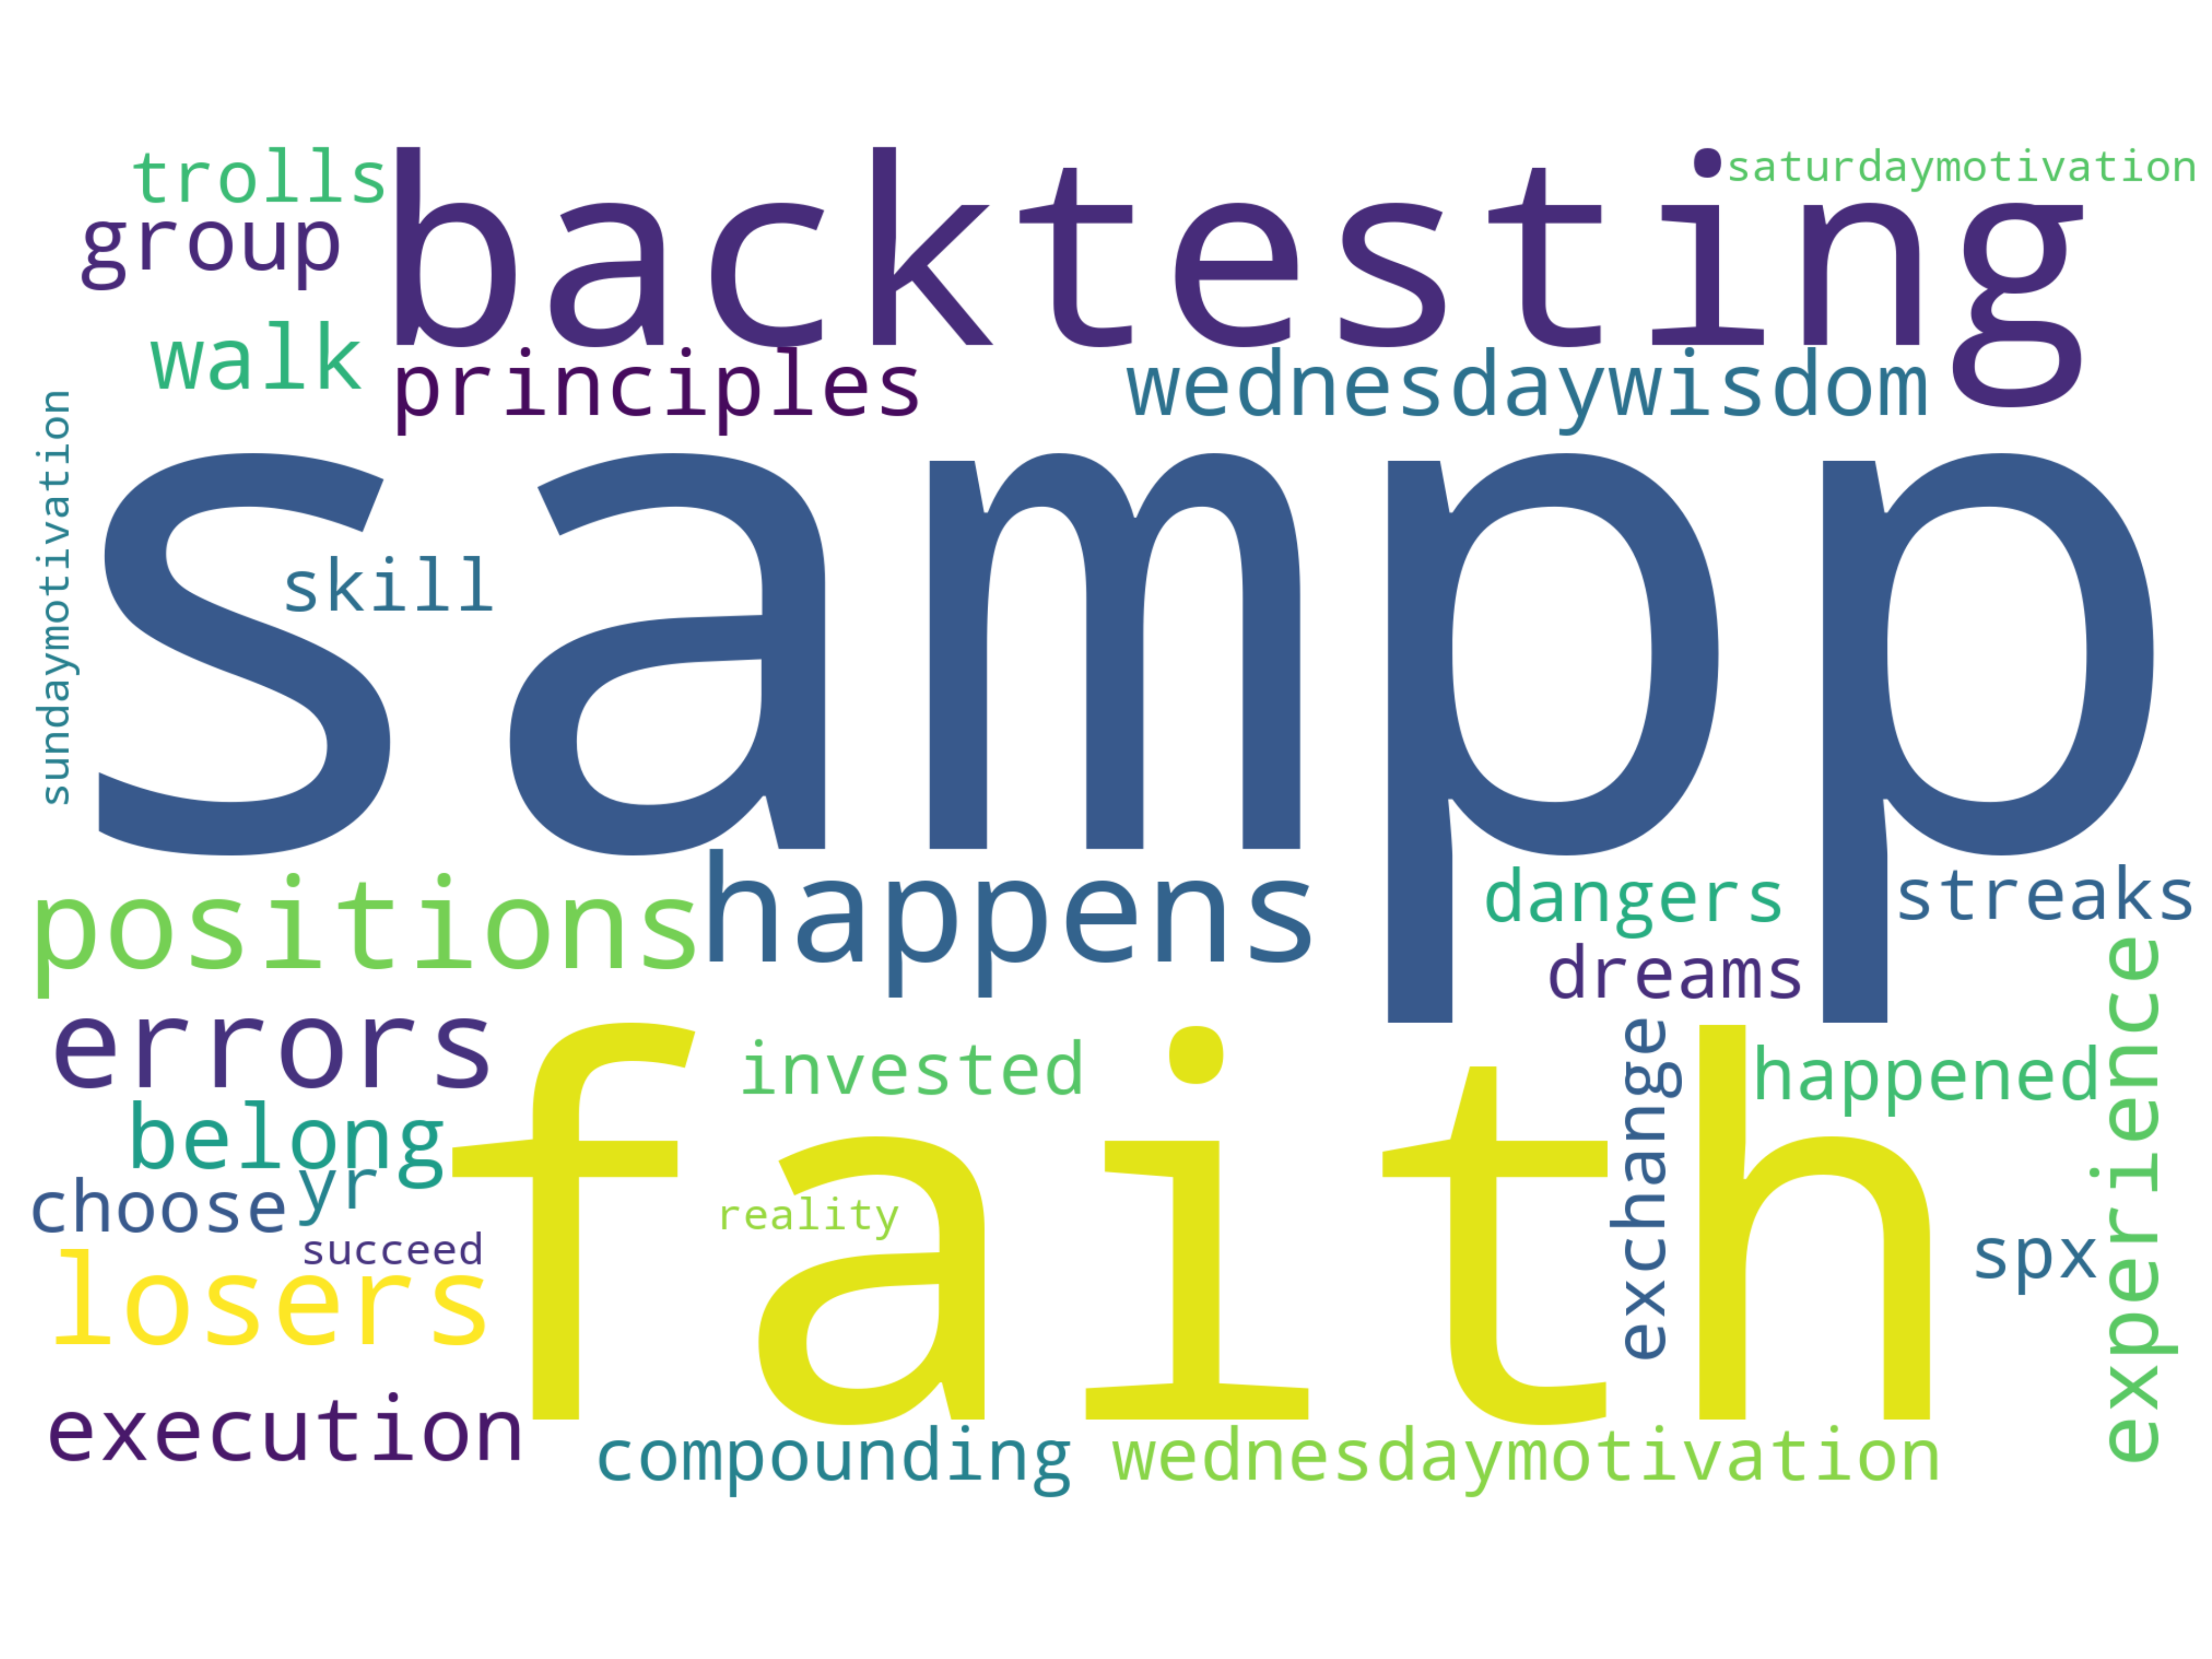 trolls
backtesting
saturdaymotivation
group
walk
principles
wednesdaywisdom
sundaymotivation
sampp
skill
positions
happens
dangers
streaks
dreams
errors
faith
invested
exchange
happened
experience
belong
yr
choose
reality
succeed
spx
losers
execution
compounding
wednesdaymotivation